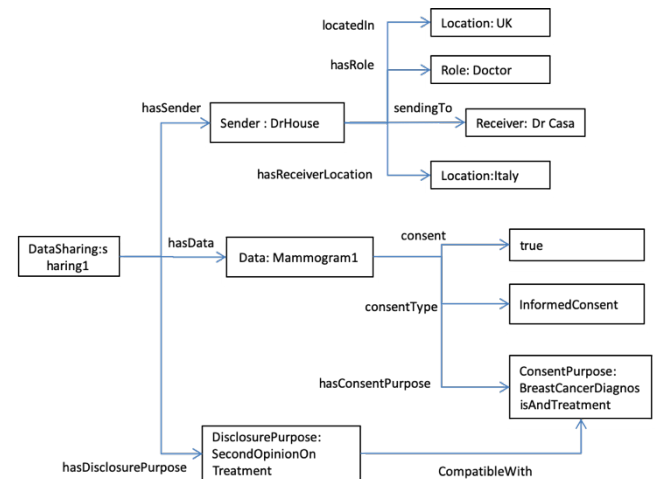 locatedIn
Location: UK
hasRole
Role: Doctor
hasSender
Sender : DrHouse
sendingTo
Receiver: Dr Casa
hasReceiverLocation
Location:Italy
DataSharing:s
haring1
hasData
Data: Mammogram1
consent
true
consentType
InformedConsent
hasConsentPurpose
ConsentPurpose:
BreastCancerDiagnos
isAndTreatment
hasDisclosurePurpose
DisclosurePurpose:
SecondOpinionOn
Treatment
CompatibleWith